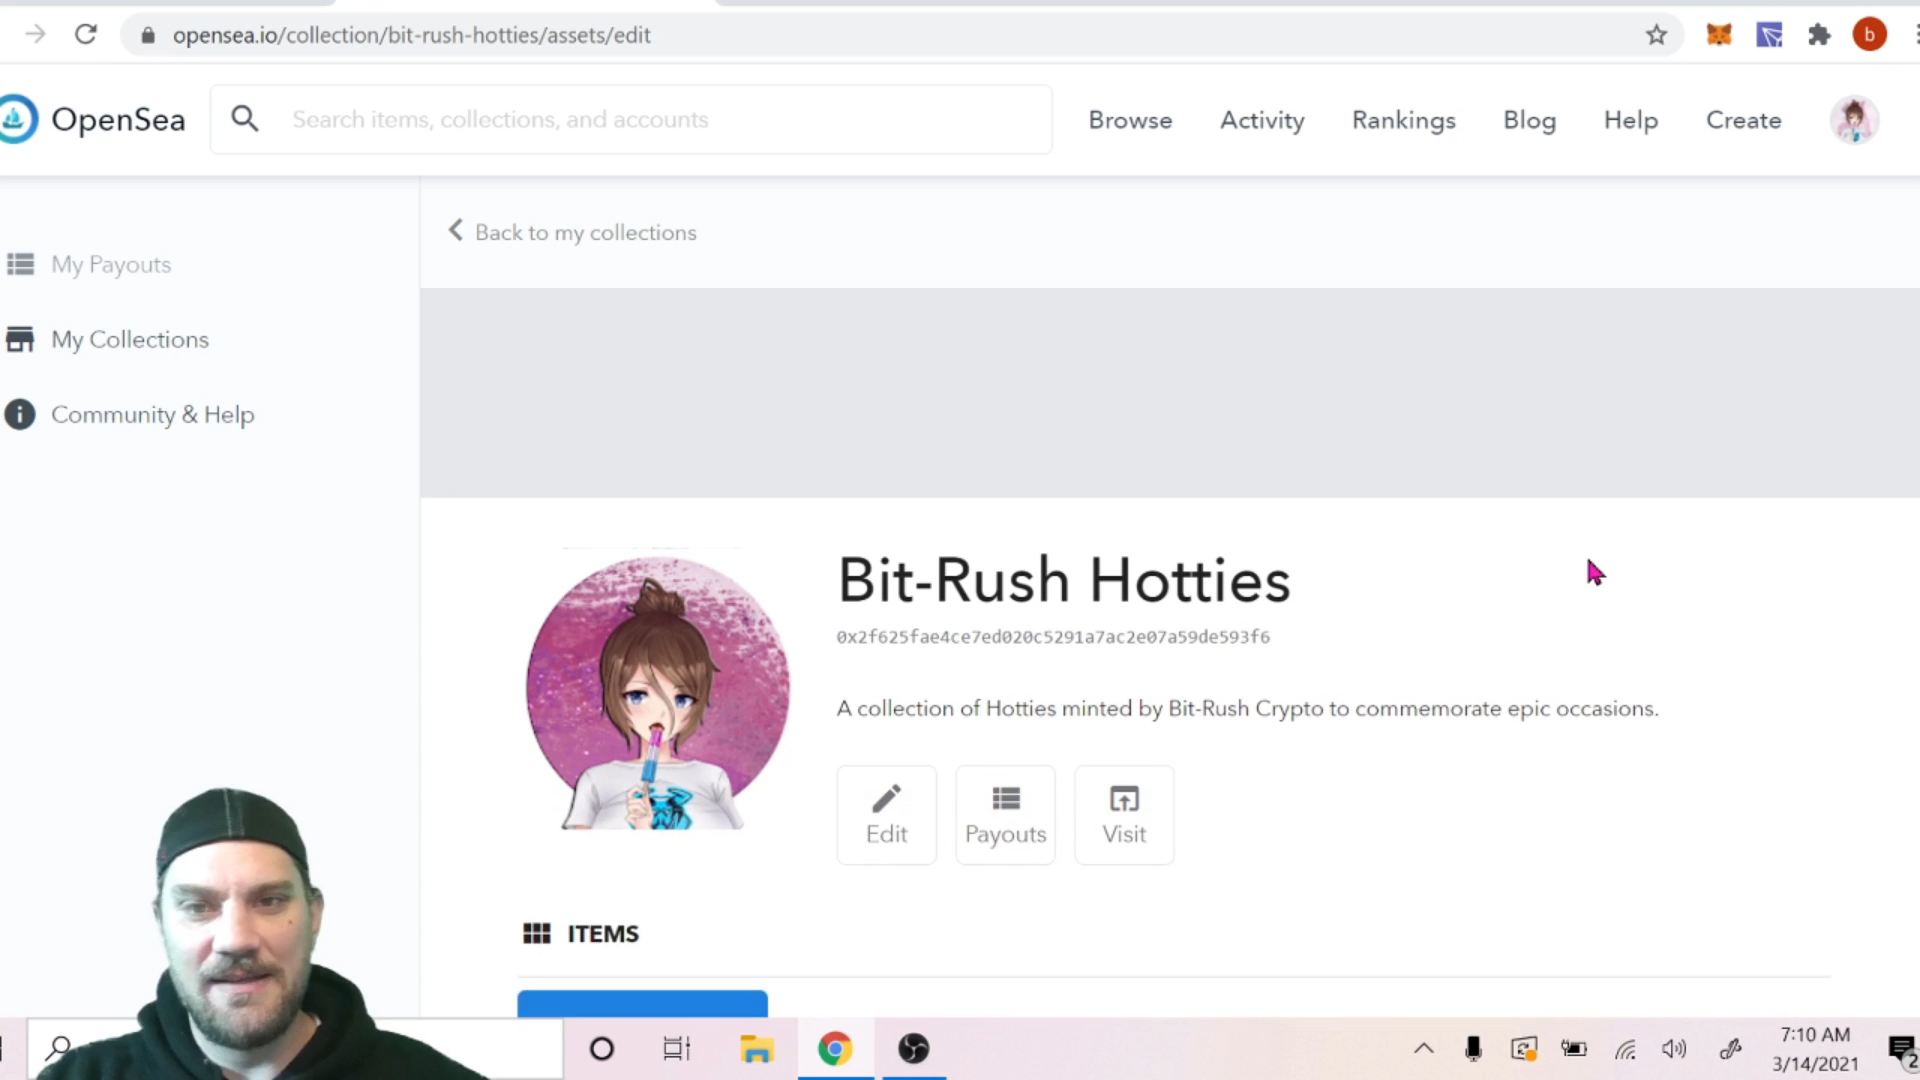 opensea.io/collection/bit-rush-hotties/assets/edit
b
OpenSea
Search items, collections, and accounts
Browse
Activity
Rankings
Blog
Help
Create
Back to my collections
My Payouts
My Collections
Community & Help
Bit-Rush Hotties
0x2f625fae4ce7ed020c5291a7ac2e07a59de593f6
A collection of Hotties minted by Bit-Rush Crypto to commemorate epic occasions.
Edit
Payouts
Visit
ITEMS
7:10 AM
3/14/2021
2